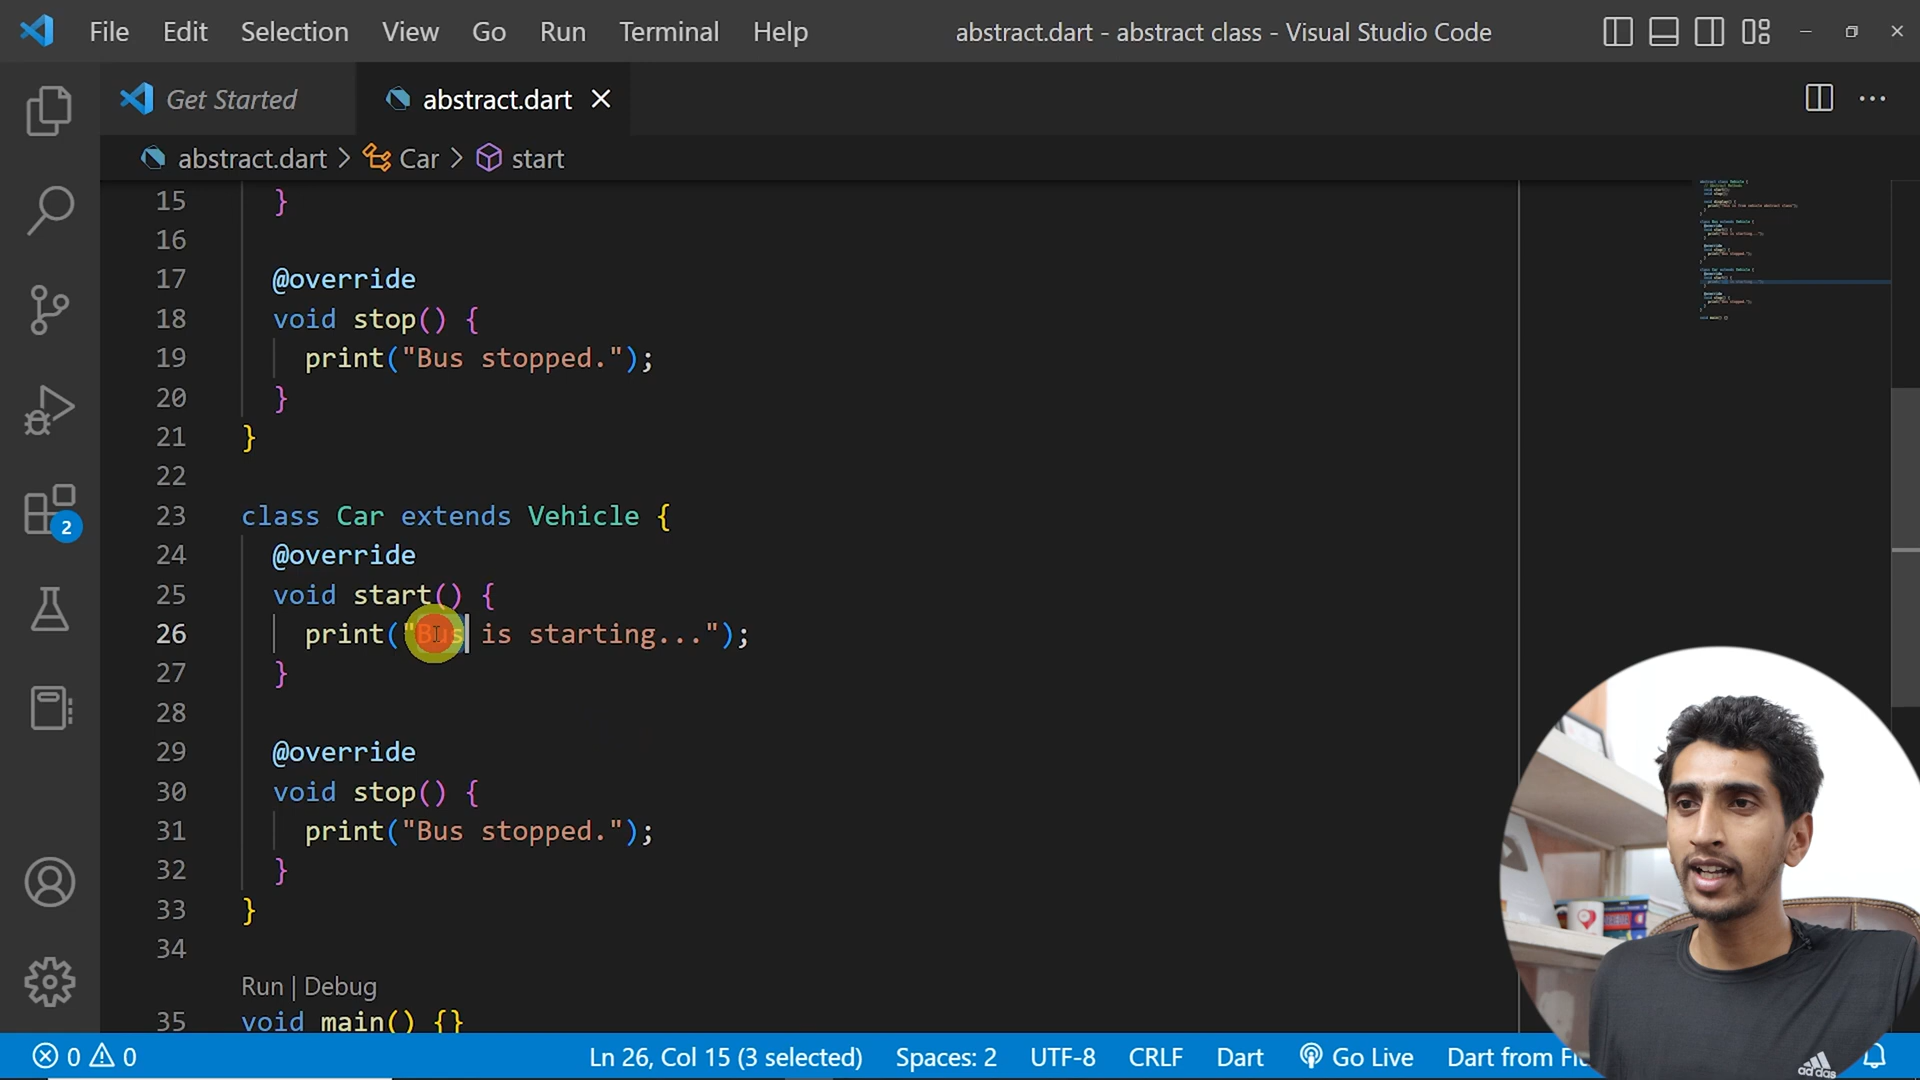 File Edit Selection View Go Run Terminal Help abstract.dart - abstract class - Visual Studio Code
Get Started abstract.dart
abstract.dart > Car > start
15 }
16
17 @override
18 void stop() {
19 print("Bus stopped.");
20 }
21 }
22
23 class Car extends Vehicle {
24 @override
25 void start() {
26 print("Bus is starting...");
27 }
28
29 @override
30 void stop() {
31 print("Bus stopped.");
32 }
33 }
34
Run | Debug
35 void main() {}
2
0 0 Ln 26, Col 15 (3 selected) Spaces: 2 UTF-8 CRLF Dart Go Live Dart from
adidas